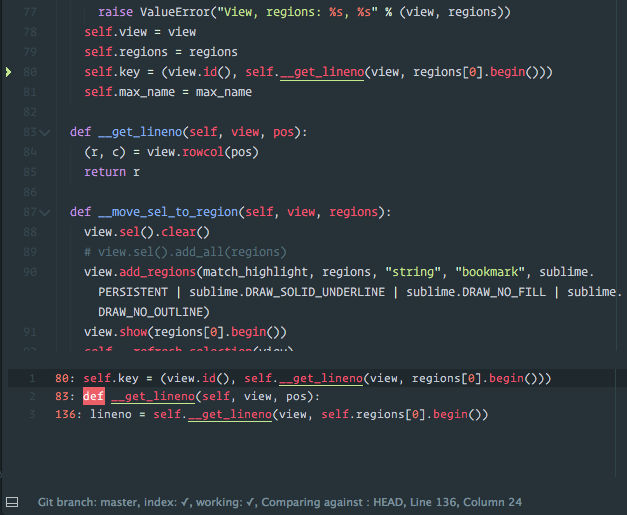 77 raise ValueError("View, regions: %s, %s" % (view, regions))
78 self.view = view
79 self.regions = regions
80 self.key = (view.id(), self.__get_lineno(view, regions[0].begin()))
81 self.max_name = max_name
82
83 def __get_lineno(self, view, pos):
84 (r, c) = view.rowcol(pos)
85 return r
86
87 def __move_sel_to_region(self, view, regions):
88 view.sel().clear()
89 # view.sel().add_all(regions)
90 view.add_regions(match_highlight, regions, "string", "bookmark", sublime.
PERSISTENT | sublime.DRAW_SOLID_UNDERLINE | sublime.DRAW_NO_FILL | sublime.
DRAW_NO_OUTLINE)
91 view.show(regions[0].begin())
92 self.__refresh_selection(view)
1 80: self.key = (view.id(), self.__get_lineno(view, regions[0].begin()))
2 83: def __get_lineno(self, view, pos):
3 136: lineno = self.__get_lineno(view, self.regions[0].begin())
Git branch: master, index: ✓, working: ✓, Comparing against : HEAD, Line 136, Column 24